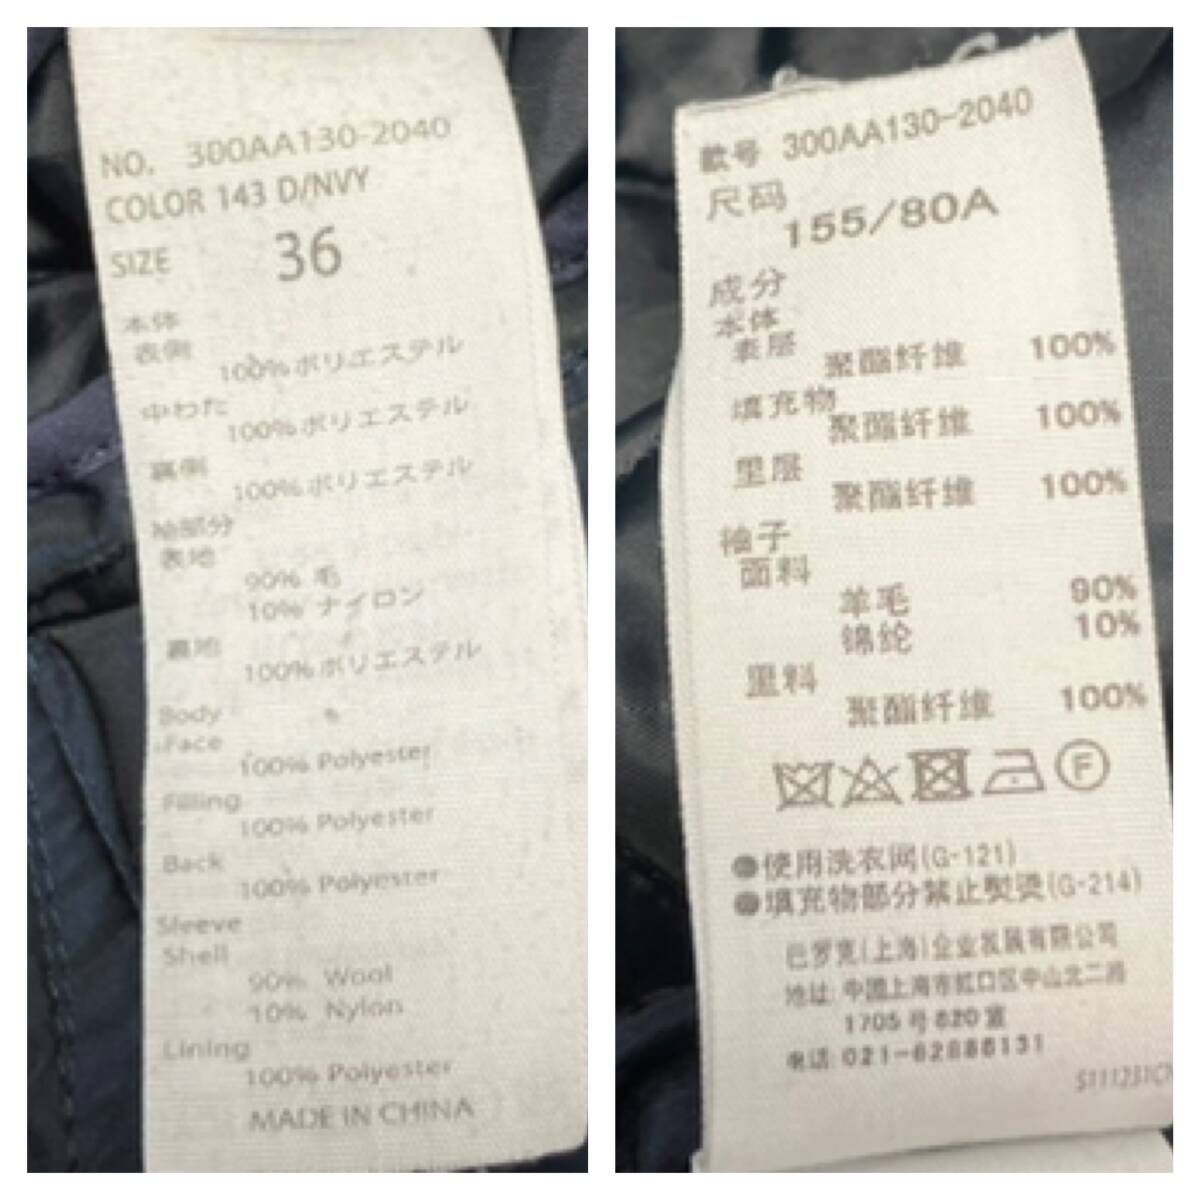 NO. 300AA130-2040
COLOR 143 D/NVY
SIZE 36
本体
表側
100%ポリエステル
中わた
100%ポリエステル
裏側
100%ポリエステル
袖部分
表地
90% 毛
10% ナイロン
裏地
100%ポリエステル
Body
Face
100% Polyester
Filling
100% Polyester
Back
100% Polyester
Sleeve
Shell
90% Wool
10% Nylon
Lining
100% Polyester
MADE IN CHINA
款号 300AA130-2040
尺码
155/80A
成分
本体
表层
聚酯纤维 100%
填充物
聚酯纤维 100%
里层
聚酯纤维 100%
袖子
面料
羊毛 90%
锦纶 10%
里料
聚酯纤维 100%
F
●使用洗衣网(G-121)
●填充物部分禁止熨烫(G-214)
巴罗克(上海)企业发展有限公司
地址: 中国上海市虹口区中山北二路
1705 号 820 室
电话: 021-62886131